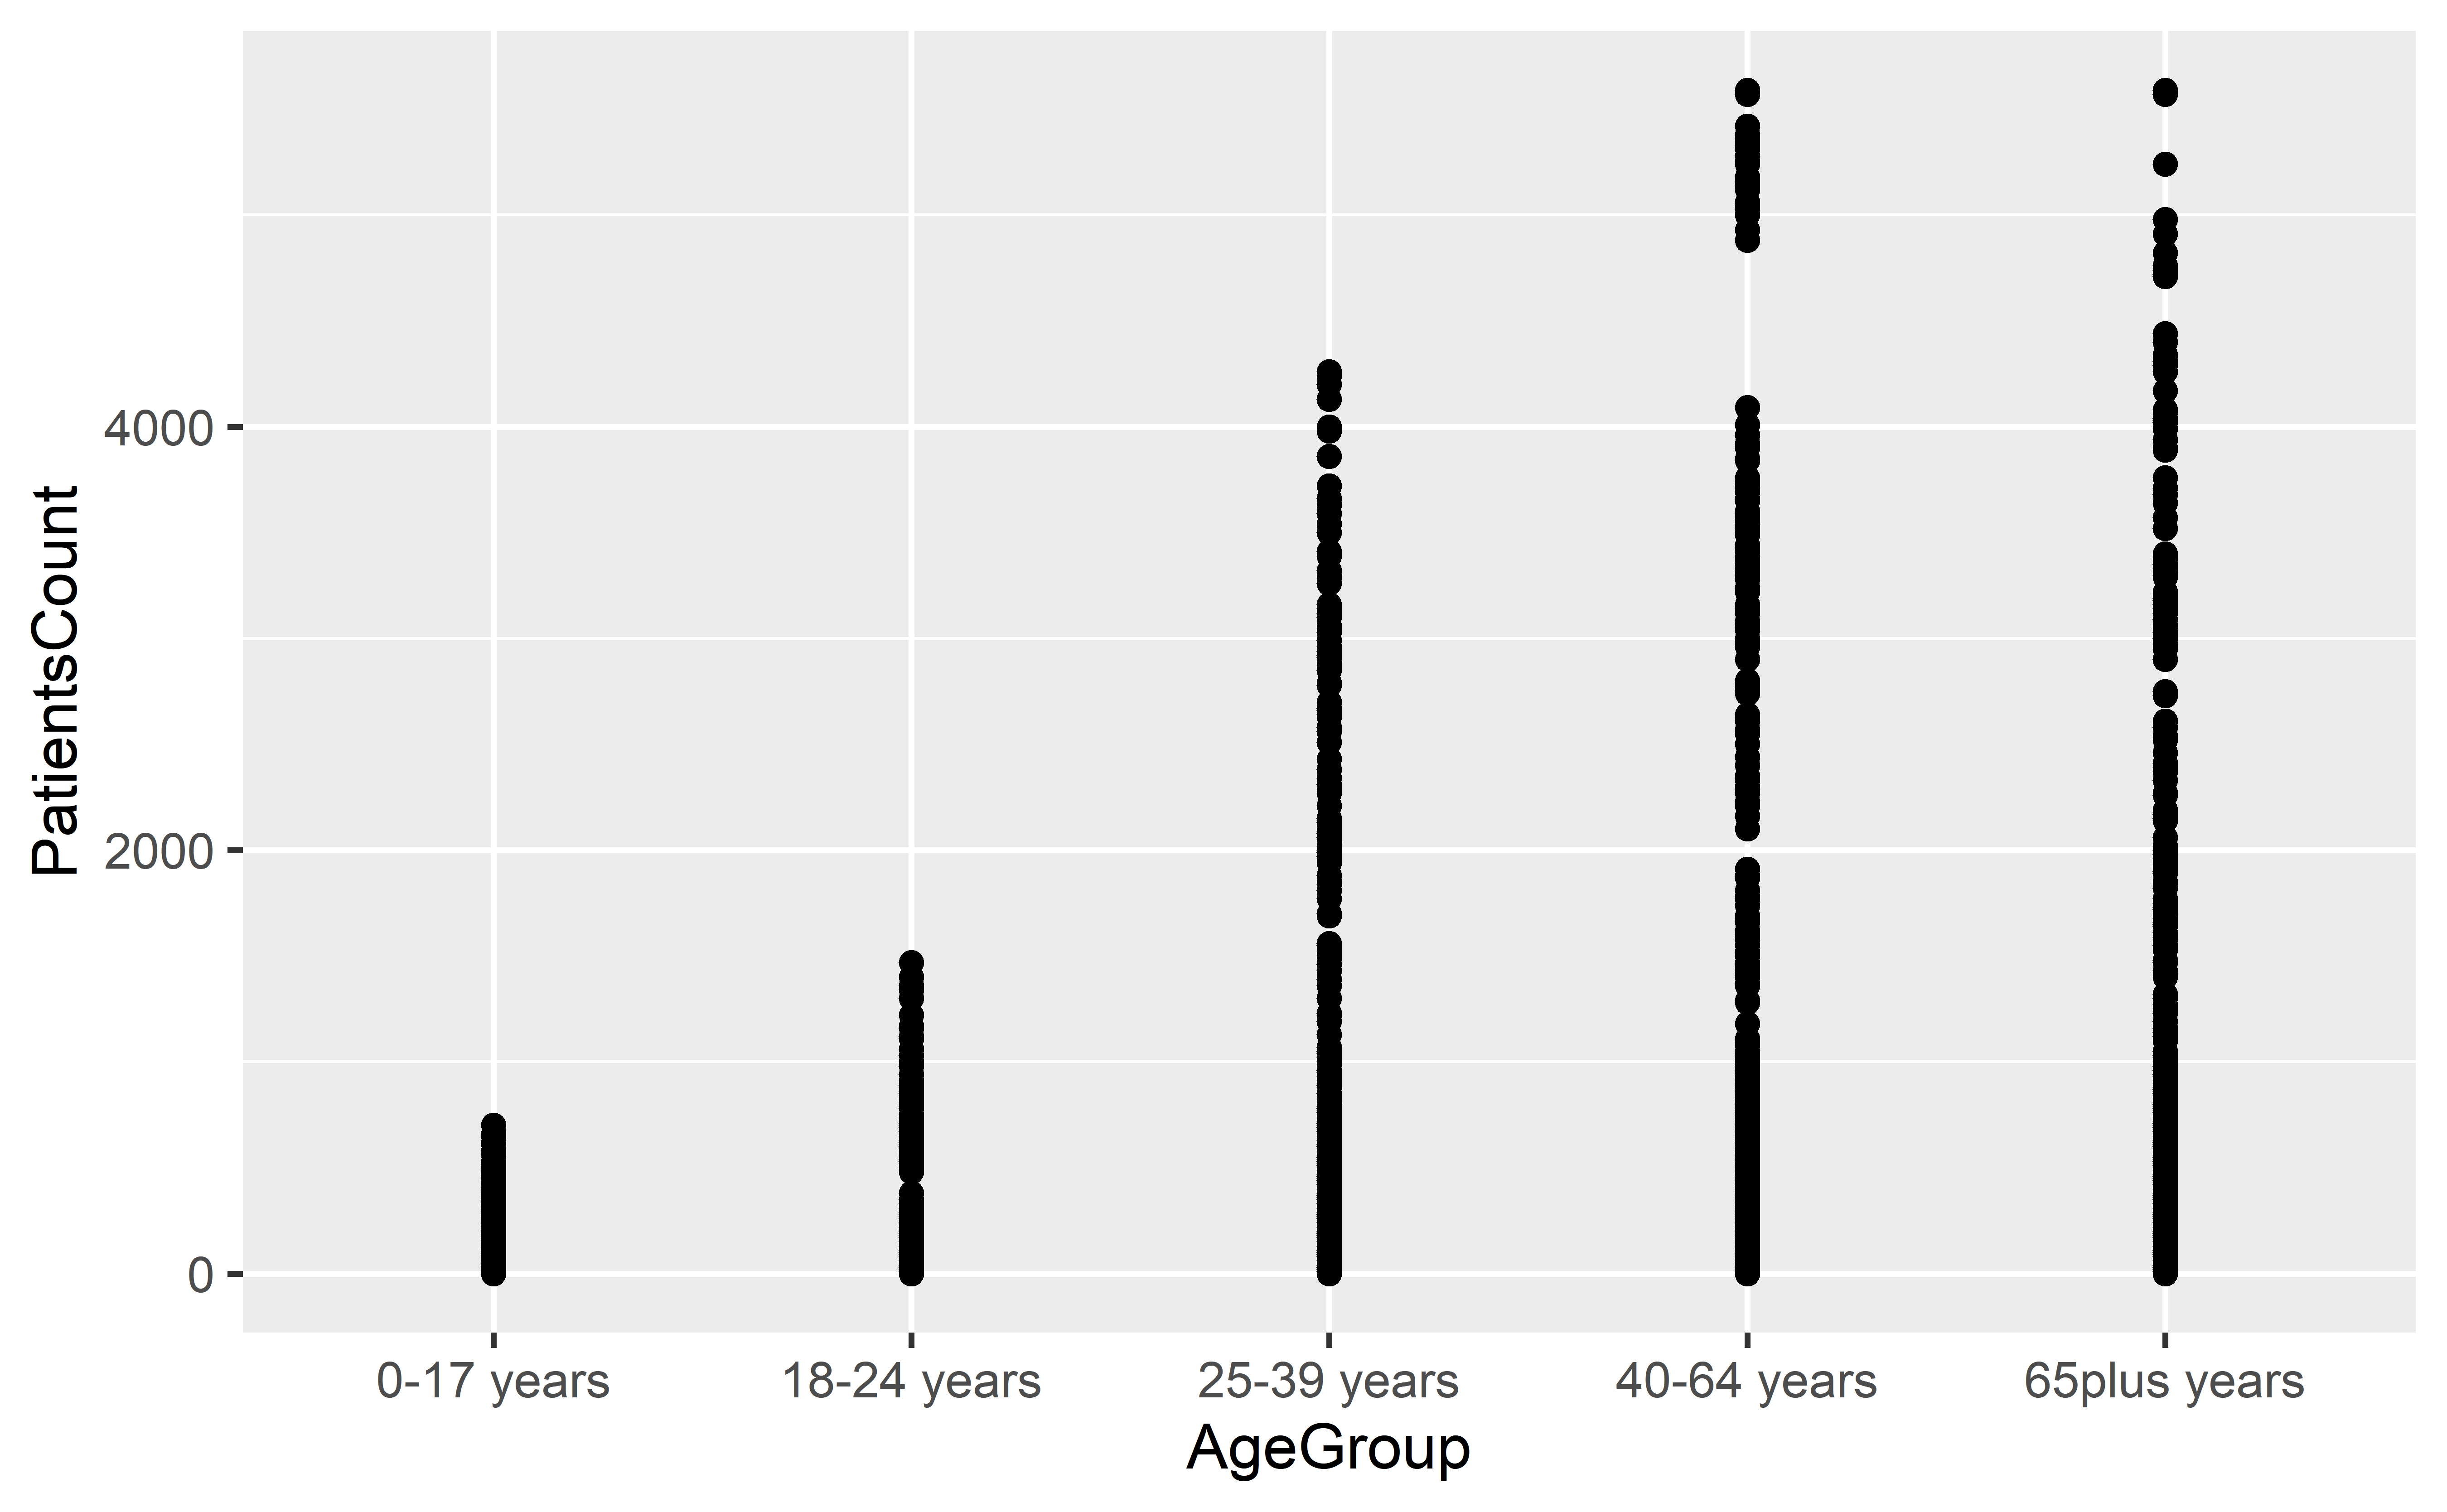 PatientsCount
4000
2000
0
0-17 years
18-24 years
25-39 years
40-64 years
65plus years
AgeGroup